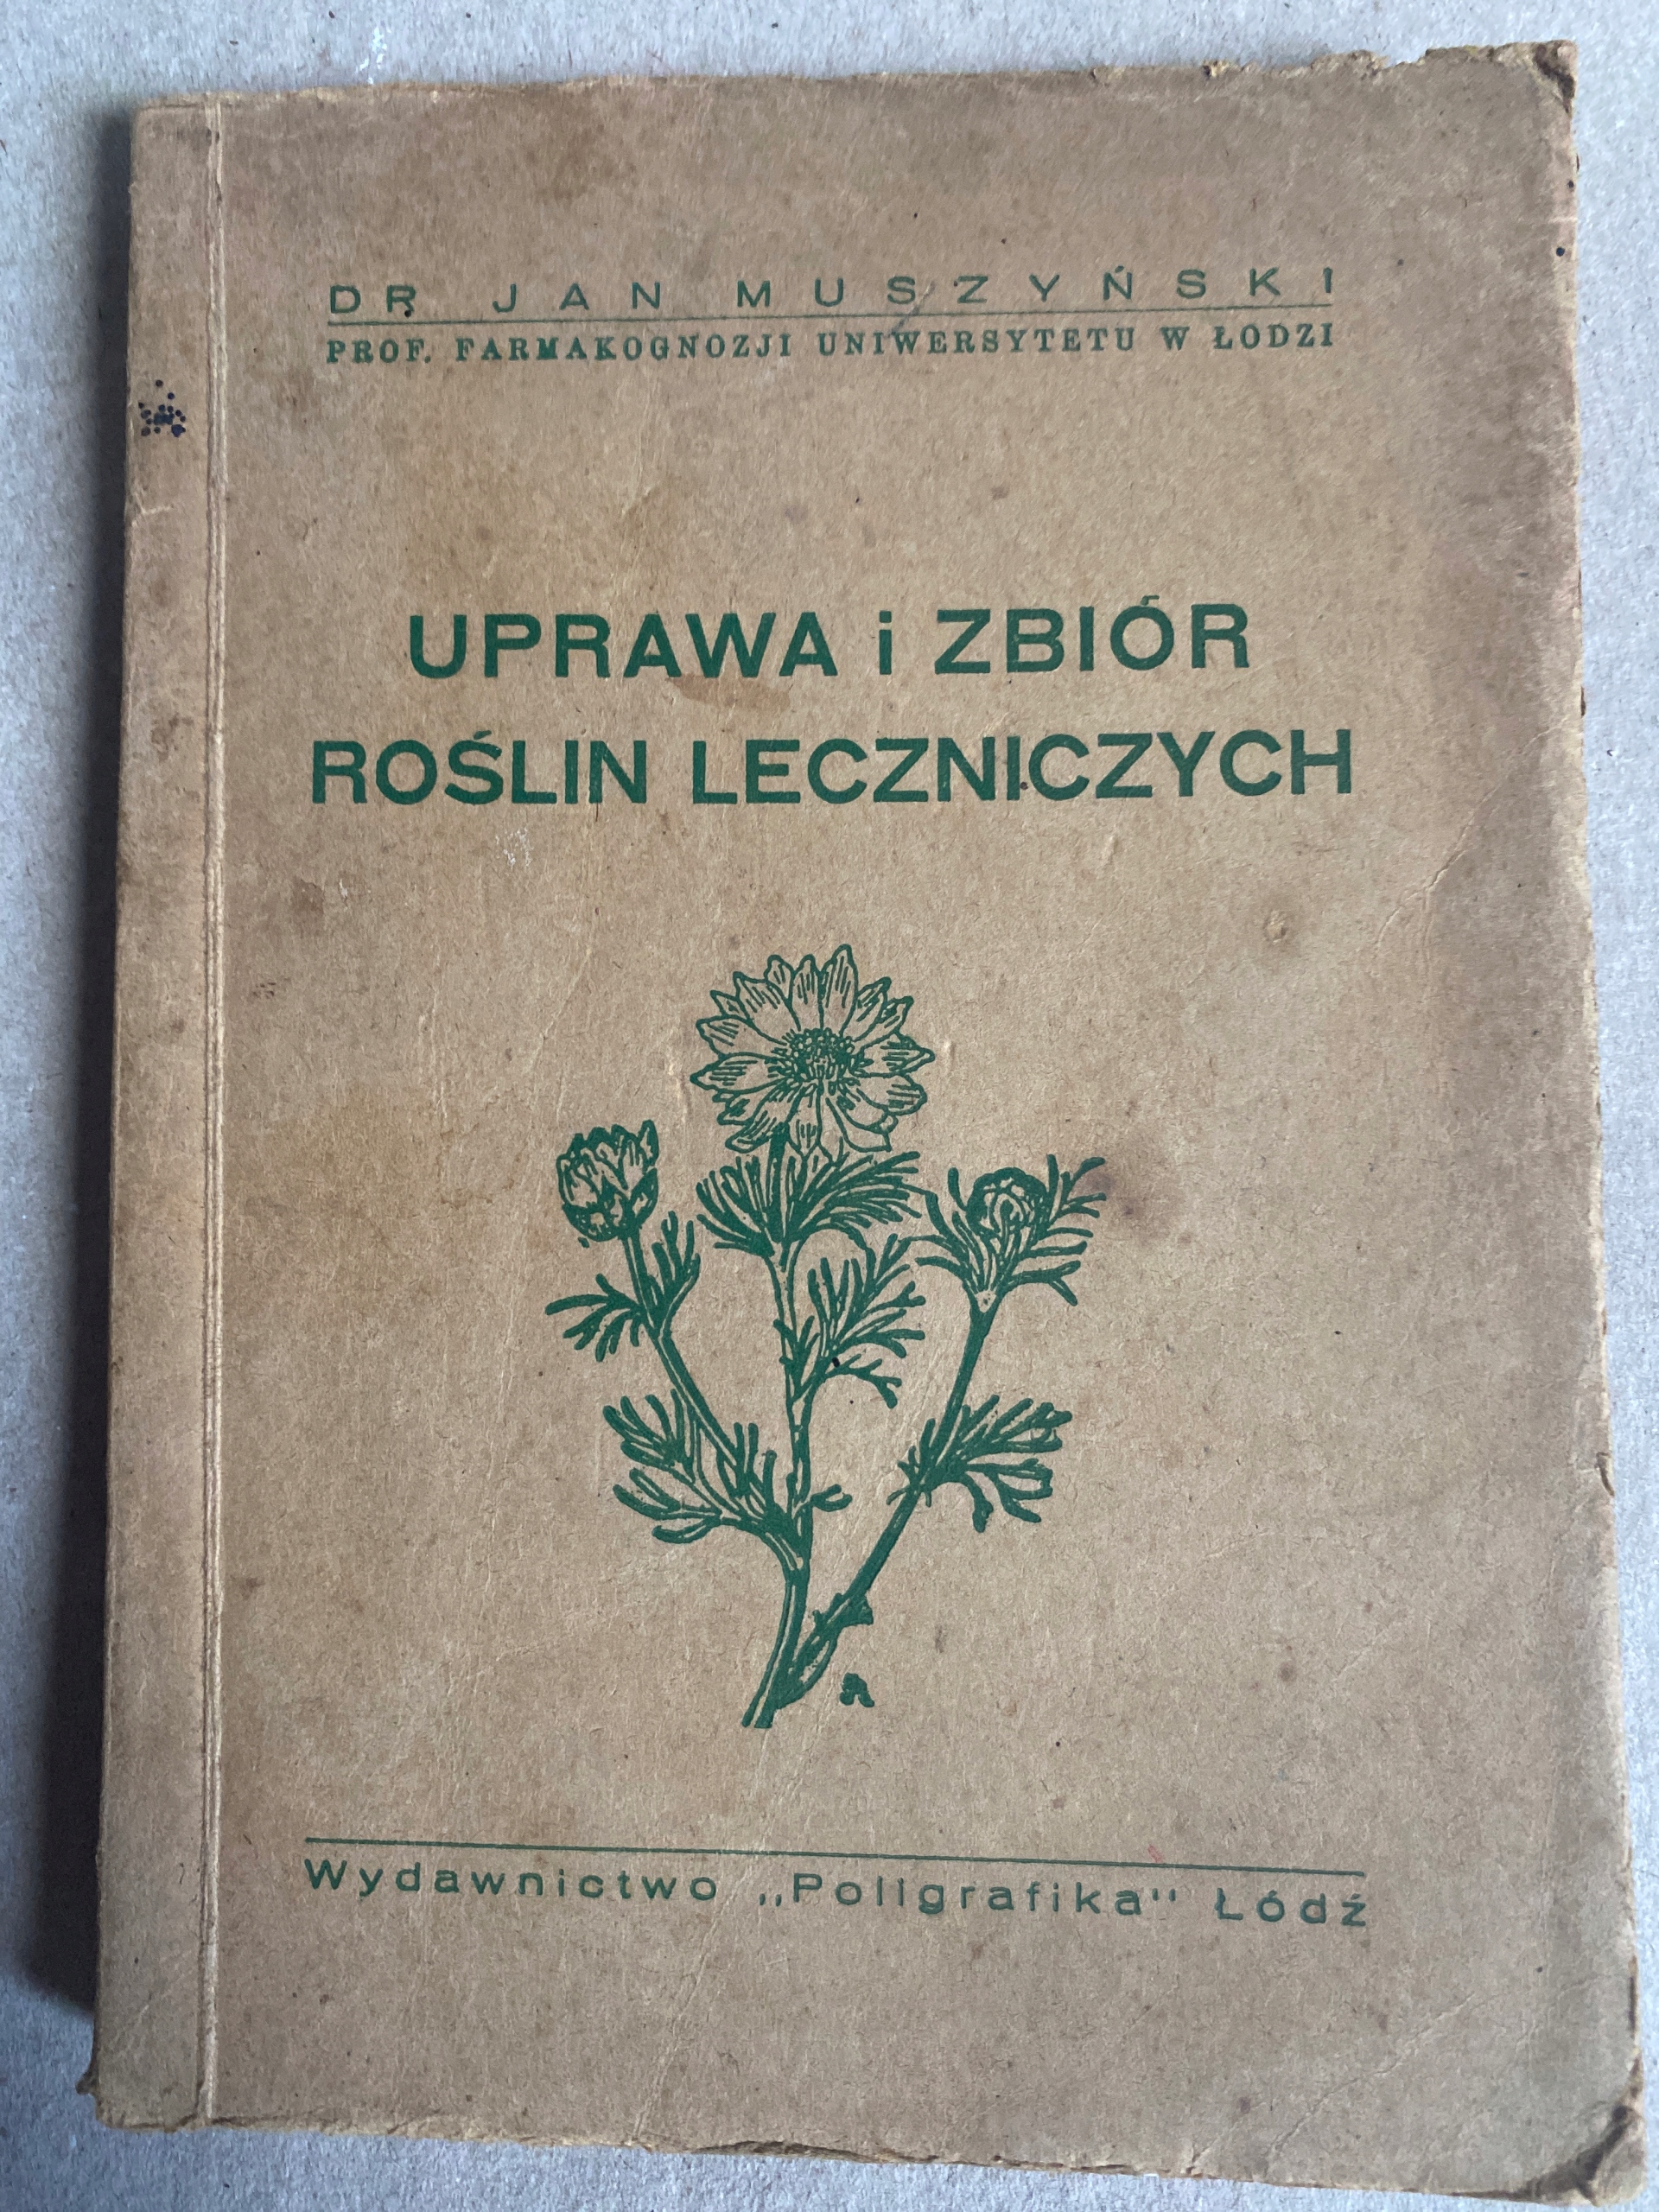 DR JAN MUSZYŃSKI
PROF. FARMAKOGNOZJI UNIWERSYTETU W ŁODZI
UPRAWA i ZBIÓR
ROŚLIN LECZNICZYCH
Wydawnictwo „Poligrafika" Łódź